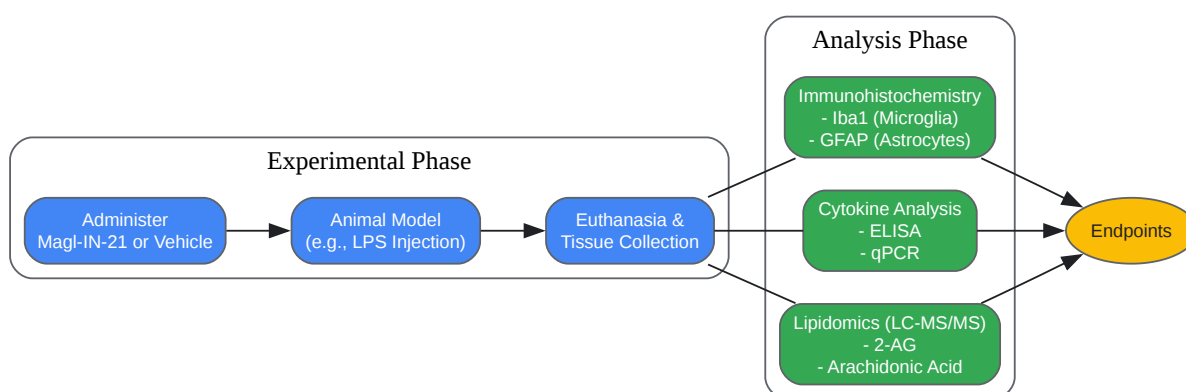 Experimental Phase
Administer
Magl-IN-21 or Vehicle
Animal Model
(e.g., LPS Injection)
Euthanasia &
Tissue Collection
Analysis Phase
Immunohistochemistry
- Iba1 (Microglia)
- GFAP (Astrocytes)
Cytokine Analysis
- ELISA
- qPCR
Lipidomics (LC-MS/MS)
- 2-AG
- Arachidonic Acid
Endpoints